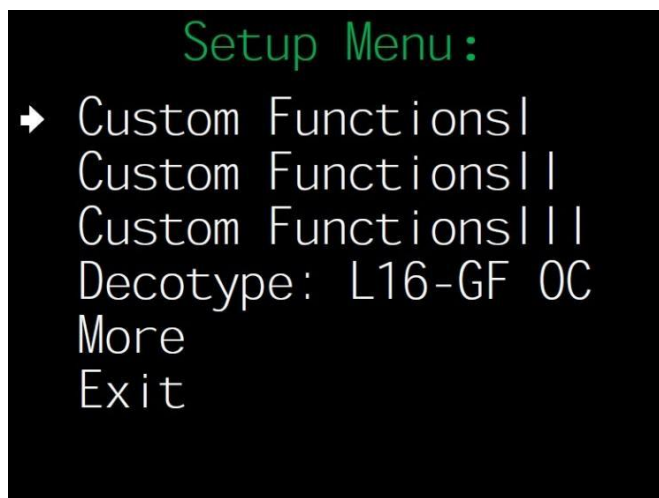 Setup Menu:
Custom FunctionsI
Custom FunctionsII
Custom FunctionsIII
Decotype: L16-GF OC
More
Exit